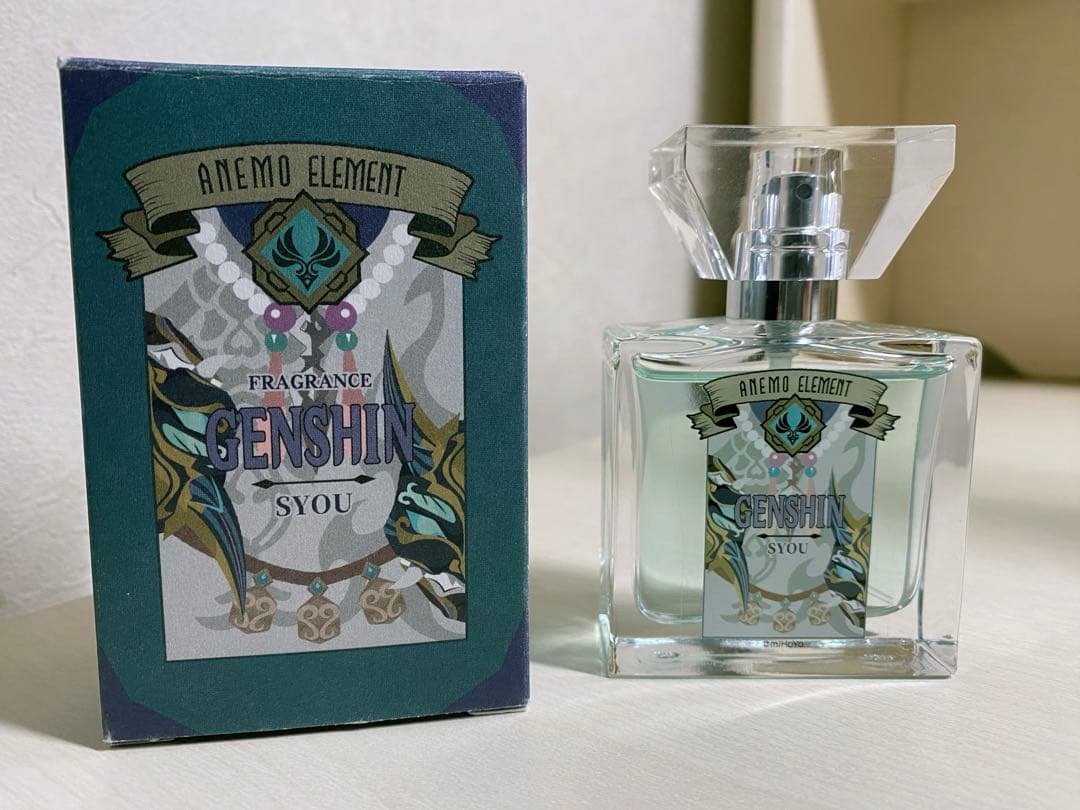 ANEMO ELEMENT
FRAGRANCE
GENSHIN
SYOU
ANEMO ELEMENT
GENSHIN
SYOU
©miHoYo